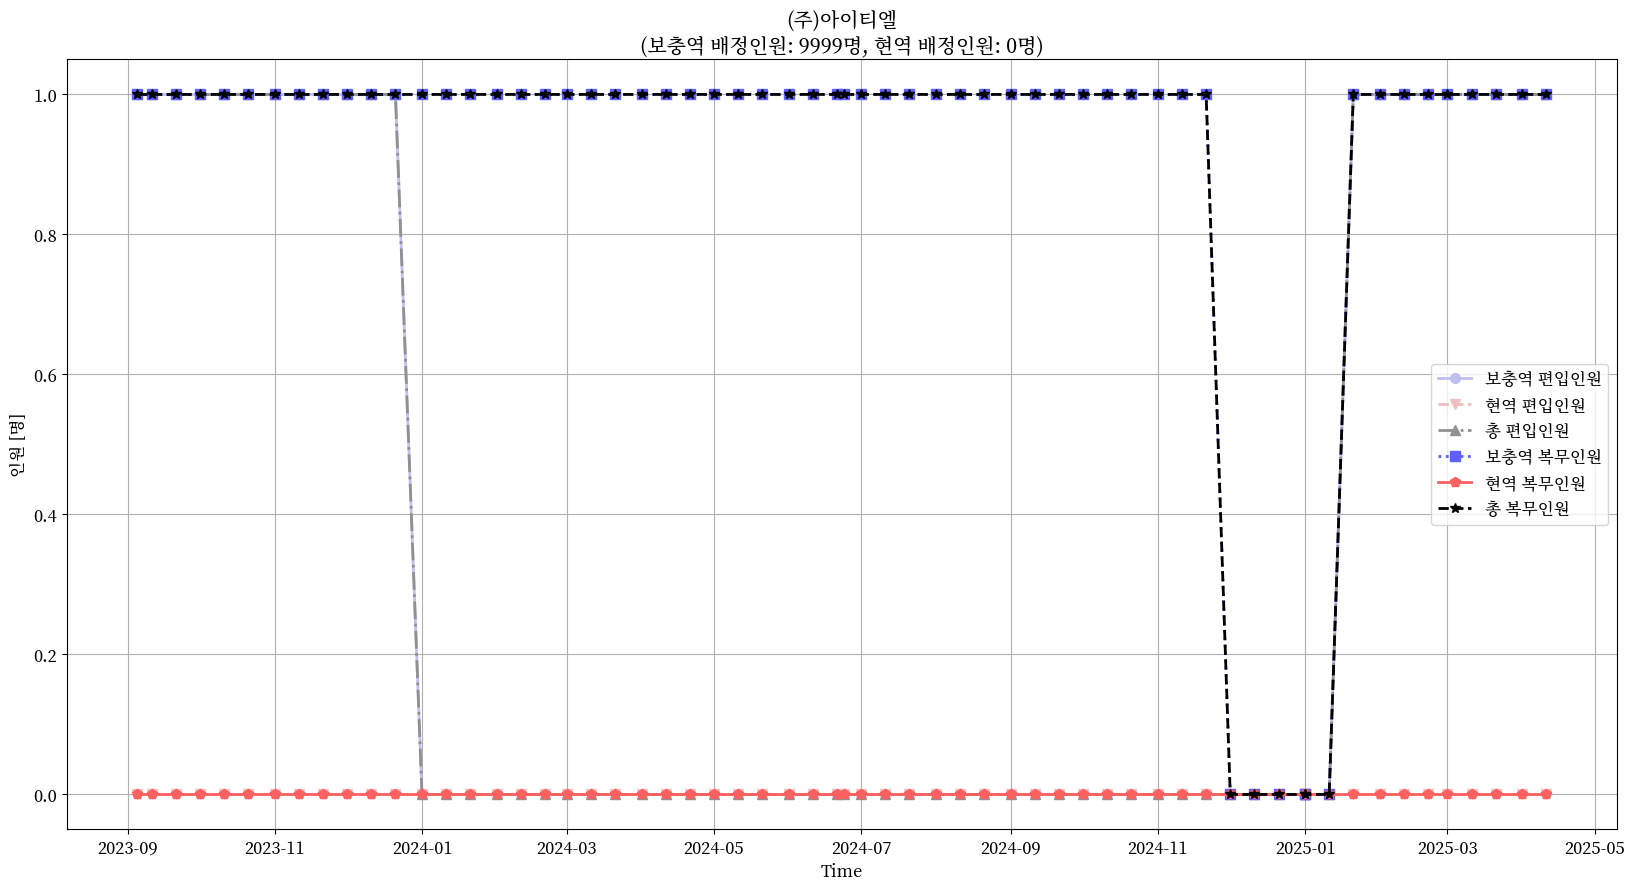 (주)아이티엘
(보충역 배정인원: 9999명, 현역 배정인원: 0명)
1.0
0.8
0.6
0.4
0.2
0.0
인원 [명]
보충역 편입인원
현역 편입인원
총 편입인원
보충역 복무인원
현역 복무인원
총 복무인원
2023-09 2023-11 2024-01 2024-03 2024-05 2024-07 2024-09 2024-11 2025-01 2025-03 2025-05
Time